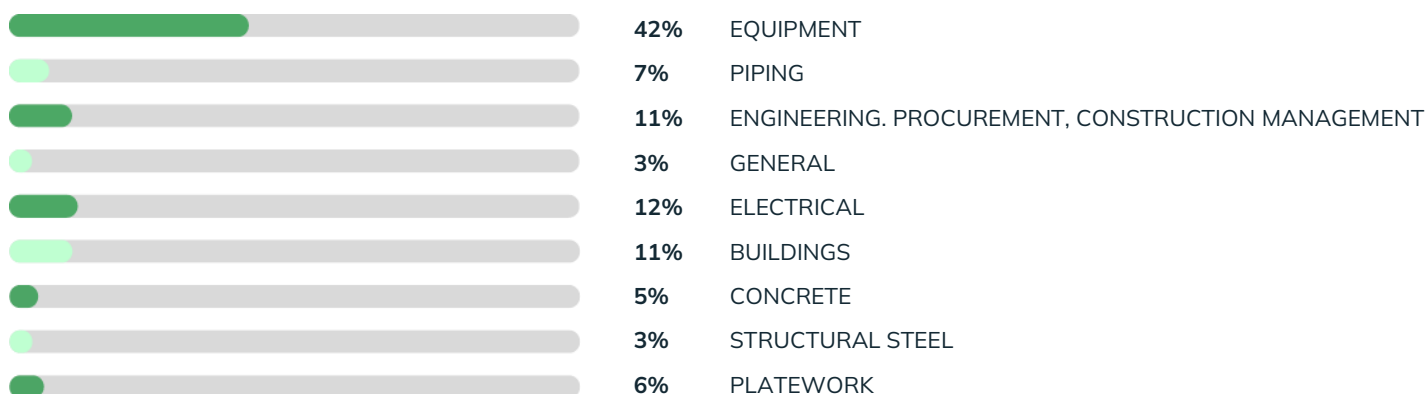 42% EQUIPMENT
7% PIPING
11% ENGINEERING. PROCUREMENT, CONSTRUCTION MANAGEMENT
3% GENERAL
12% ELECTRICAL
11% BUILDINGS
5% CONCRETE
3% STRUCTURAL STEEL
6% PLATEWORK